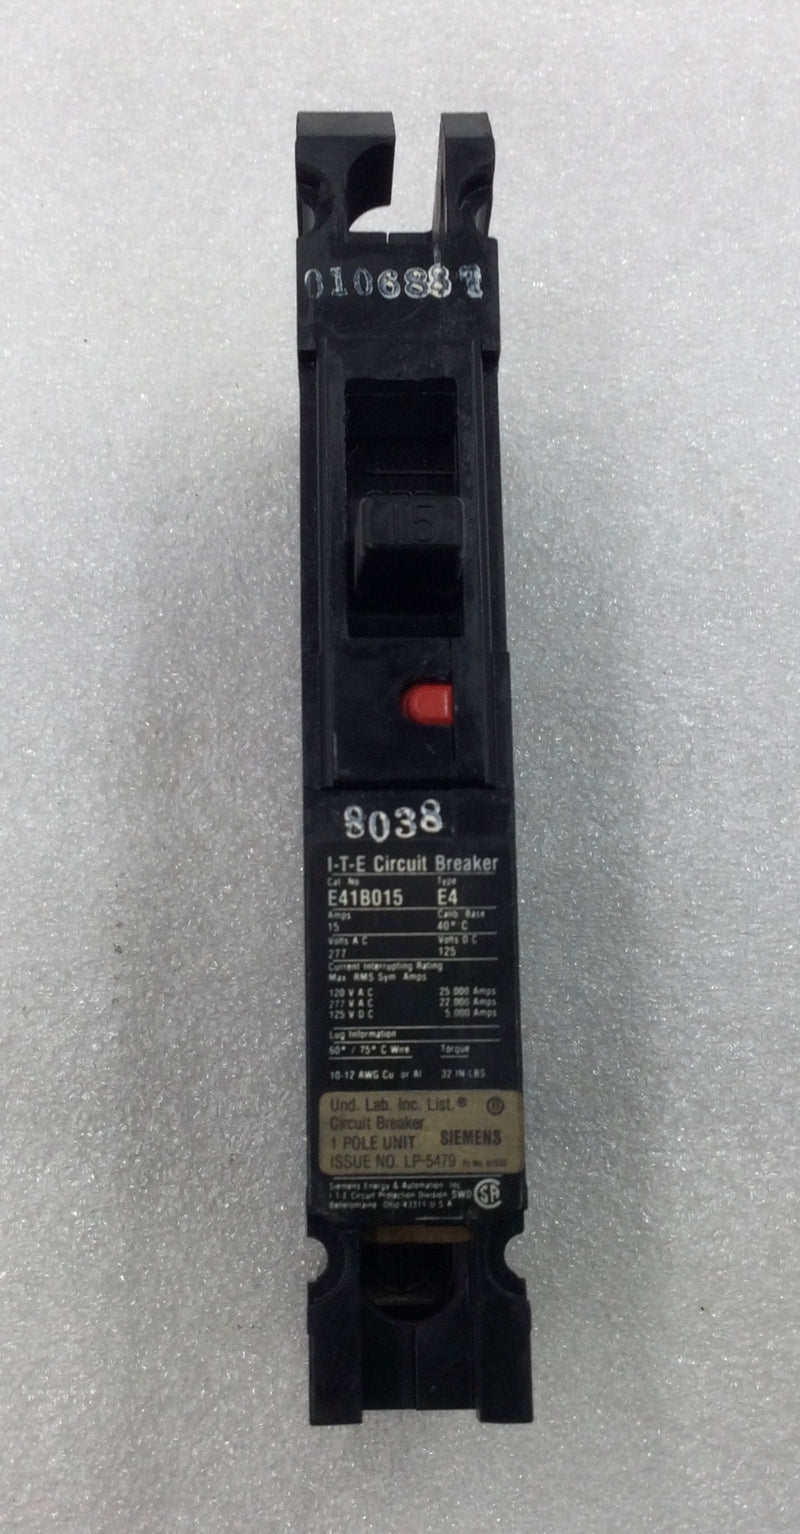 0106887
15
8038
I-T-E Circuit Breaker
Cat. No Type
E41B015 E4
Amps Calib Base
15 40° C
Volts A C Volts D C
277 125
Current Interrupting Rating
Max RMS Sym Amps
120 V A C 25 000 Amps
277 V A C 22 000 Amps
125 V D C 5 000 Amps
Lug Information
60° / 75° C Wire Torque
10-12 AWG Cu or Al 32 IN-LBS
Und. Lab. Inc. List.® B
Circuit Breaker
1 POLE UNIT SIEMENS
ISSUE NO. LP-5479
Siemens Energy & Automation Inc
I-T-E Circuit Protection Division SWD SA
Bellefontaine Ohio 43311 U S A